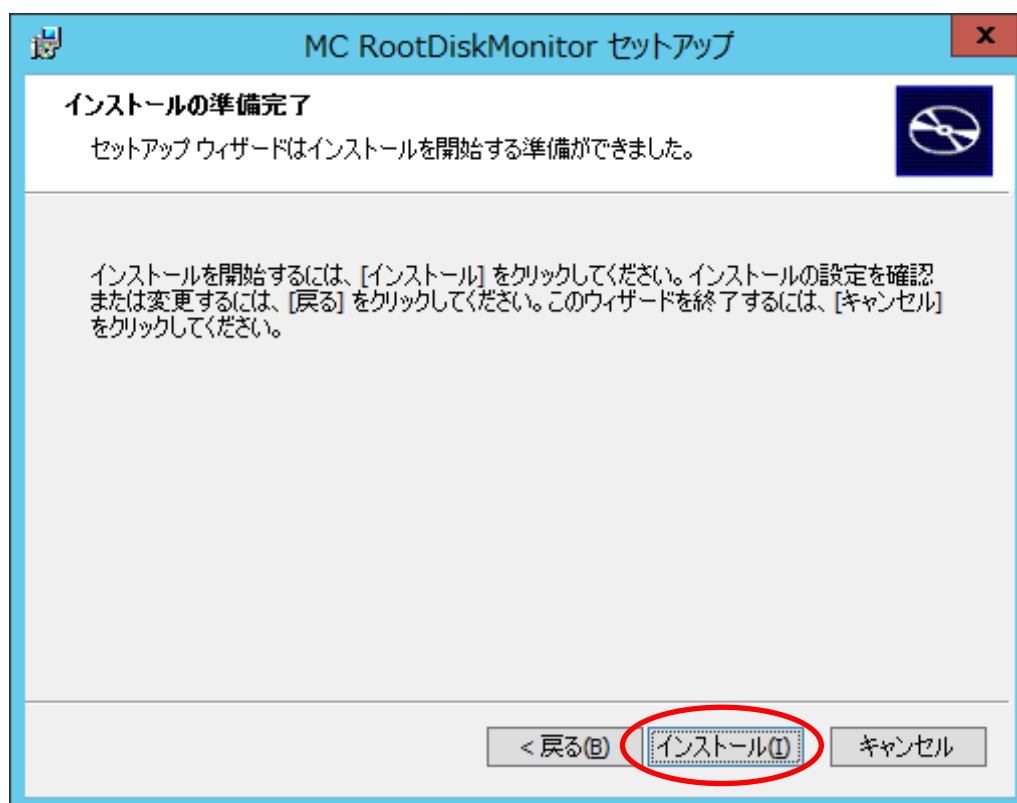 MC RootDiskMonitor セットアップ
インストールの準備完了
セットアップ ウィザードはインストールを開始する準備ができました。
インストールを開始するには、[インストール] をクリックしてください。インストールの設定を確認
または変更するには、[戻る] をクリックしてください。このウィザードを終了するには、[キャンセル]
をクリックしてください。
< 戻る(B)
インストール(I)
キャンセル